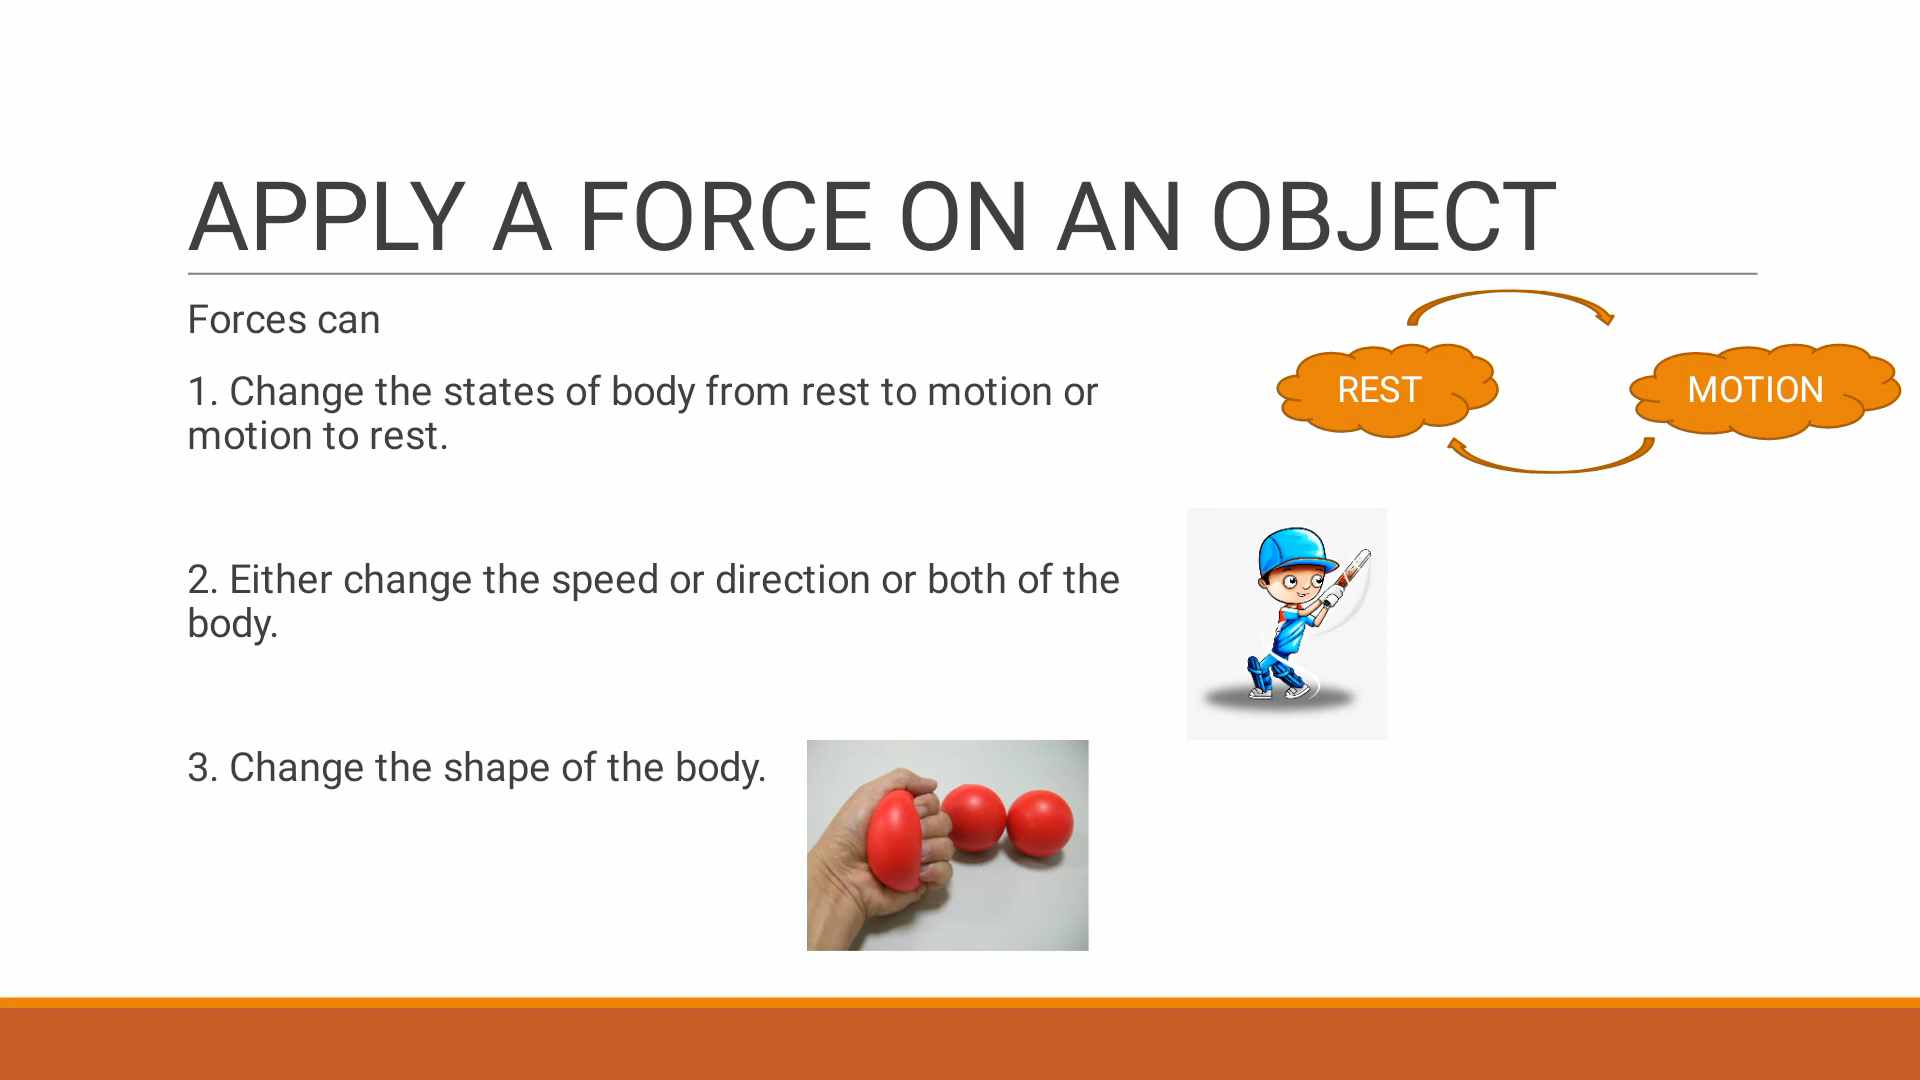 APPLY A FORCE ON AN OBJECT
Forces can
1. Change the states of body from rest to motion or
motion to rest.
REST
MOTION
2. Either change the speed or direction or both of the
body.
3. Change the shape of the body.